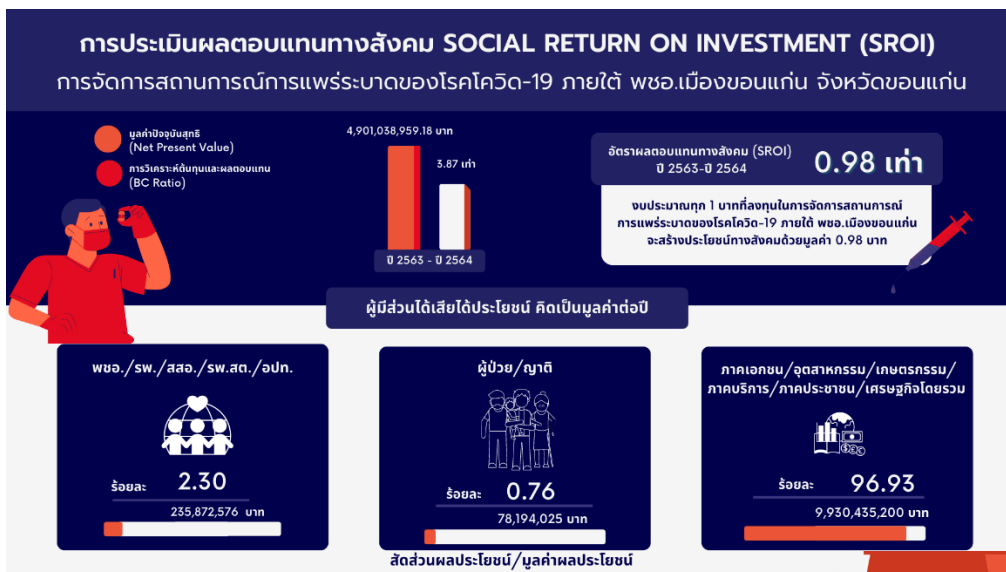 การประเมินผลตอบแทนทางสังคม SOCIAL RETURN ON INVESTMENT (SROI)
การจัดการสถานการณ์การแพร่ระบาดของโรคโควิด-19 ภายใต้ พชอ.เมืองขอนแก่น จังหวัดขอนแก่น
มูลค่าปัจจุบันสุทธิ
(Net Present Value)
การวิเคราะห์ต้นทุนและผลตอบแทน
(BC Ratio)
4,901,038,959.18 บาท
3.87 เท่า
ปี 2563 - ปี 2564
อัตราผลตอบแทนทางสังคม (SROI)
ปี 2563-ปี 2564
0.98 เท่า
งบประมาณทุก 1 บาทที่ลงทุนในการจัดการสถานการณ์
การแพร่ระบาดของโรคโควิด-19 ภายใต้ พชอ.เมืองขอนแก่น
จะสร้างประโยชน์ทางสังคมด้วยมูลค่า 0.98 บาท
ผู้มีส่วนได้เสียได้ประโยชน์ คิดเป็นมูลค่าต่อปี
พชอ./รพ./สสอ./รพ.สต./อปท.
ร้อยละ 2.30
235,872,576 บาท
ผู้ป่วย/ญาติ
ร้อยละ 0.76
78,194,025 บาท
ภาคเอกชน/อุตสาหกรรม/เกษตรกรรม/
ภาคบริการ/ภาคประชาชน/เศรษฐกิจโดยรวม
ร้อยละ 96.93
9,930,435,200 บาท
สัดส่วนผลประโยชน์/มูลค่าผลประโยชน์